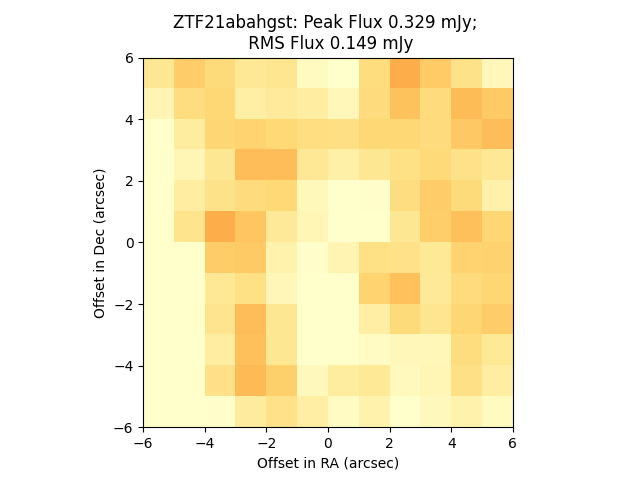 ZTF21abahgst: Peak Flux 0.329 mJy;
RMS Flux 0.149 mJy
6
4
2
0
−2
−4
−6
Offset in Dec (arcsec)
−6 −4 −2 0 2 4 6
Offset in RA (arcsec)